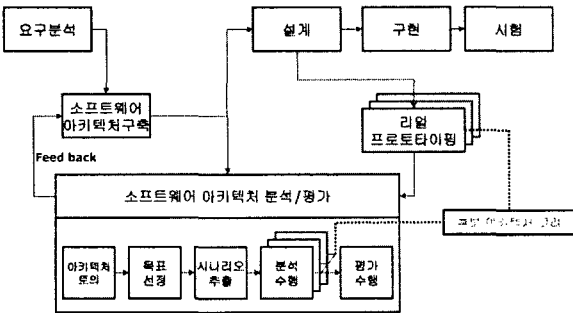 요구분석
설계
구현
시험
소프트웨어
아키텍처구축
리얼
프로토타이핑
Feed back
소프트웨어 아키텍처 분석/평가
아키텍처
토의
목표
선정
시나리오
추출
분석
수행
평가
수행